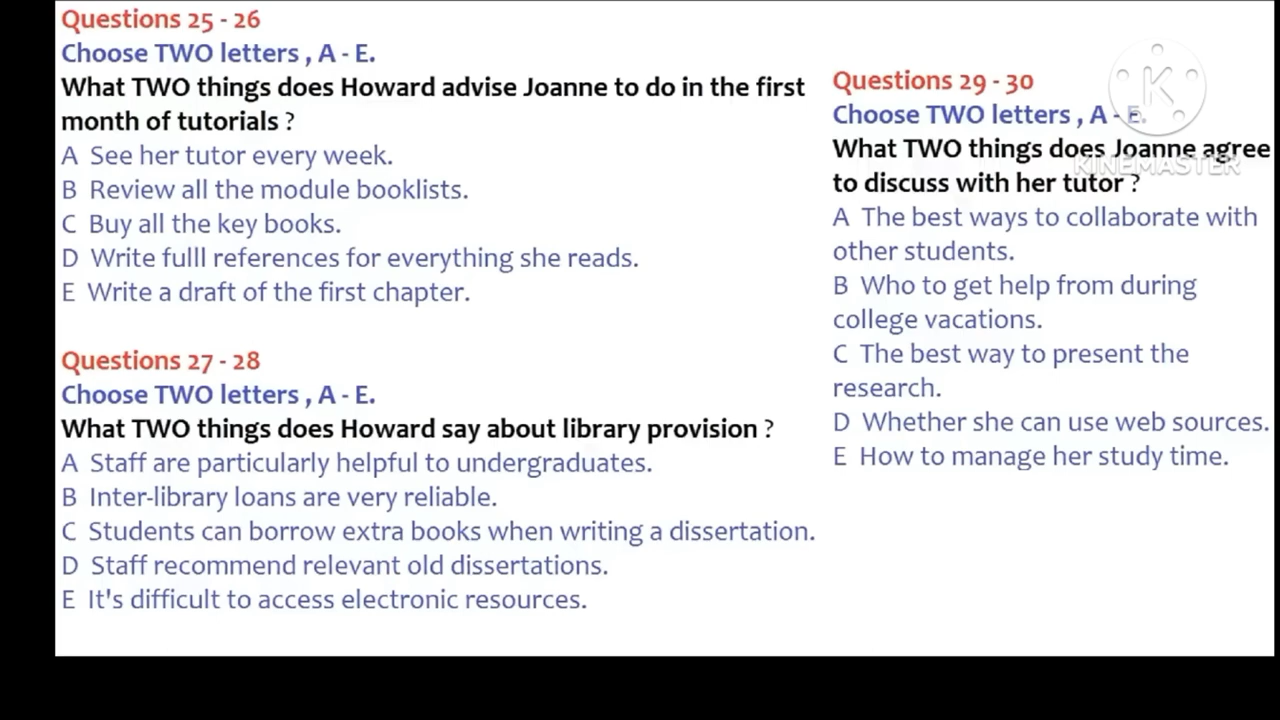 Questions 25 - 26
Choose TWO letters , A - E.
What TWO things does Howard advise Joanne to do in the first
month of tutorials ?
A See her tutor every week.
B Review all the module booklists.
C Buy all the key books.
D Write fulll references for everything she reads.
E Write a draft of the first chapter.
Questions 27 - 28
Choose TWO letters , A - E.
What TWO things does Howard say about library provision ?
A Staff are particularly helpful to undergraduates.
B Inter-library loans are very reliable.
C Students can borrow extra books when writing a dissertation.
D Staff recommend relevant old dissertations.
E It's difficult to access electronic resources.
Questions 29 - 30
Choose TWO letters , A - E.
What TWO things does Joanne agree
to discuss with her tutor ?
A The best ways to collaborate with
other students.
B Who to get help from during
college vacations.
C The best way to present the
research.
D Whether she can use web sources.
E How to manage her study time.
K
KINEMASTER